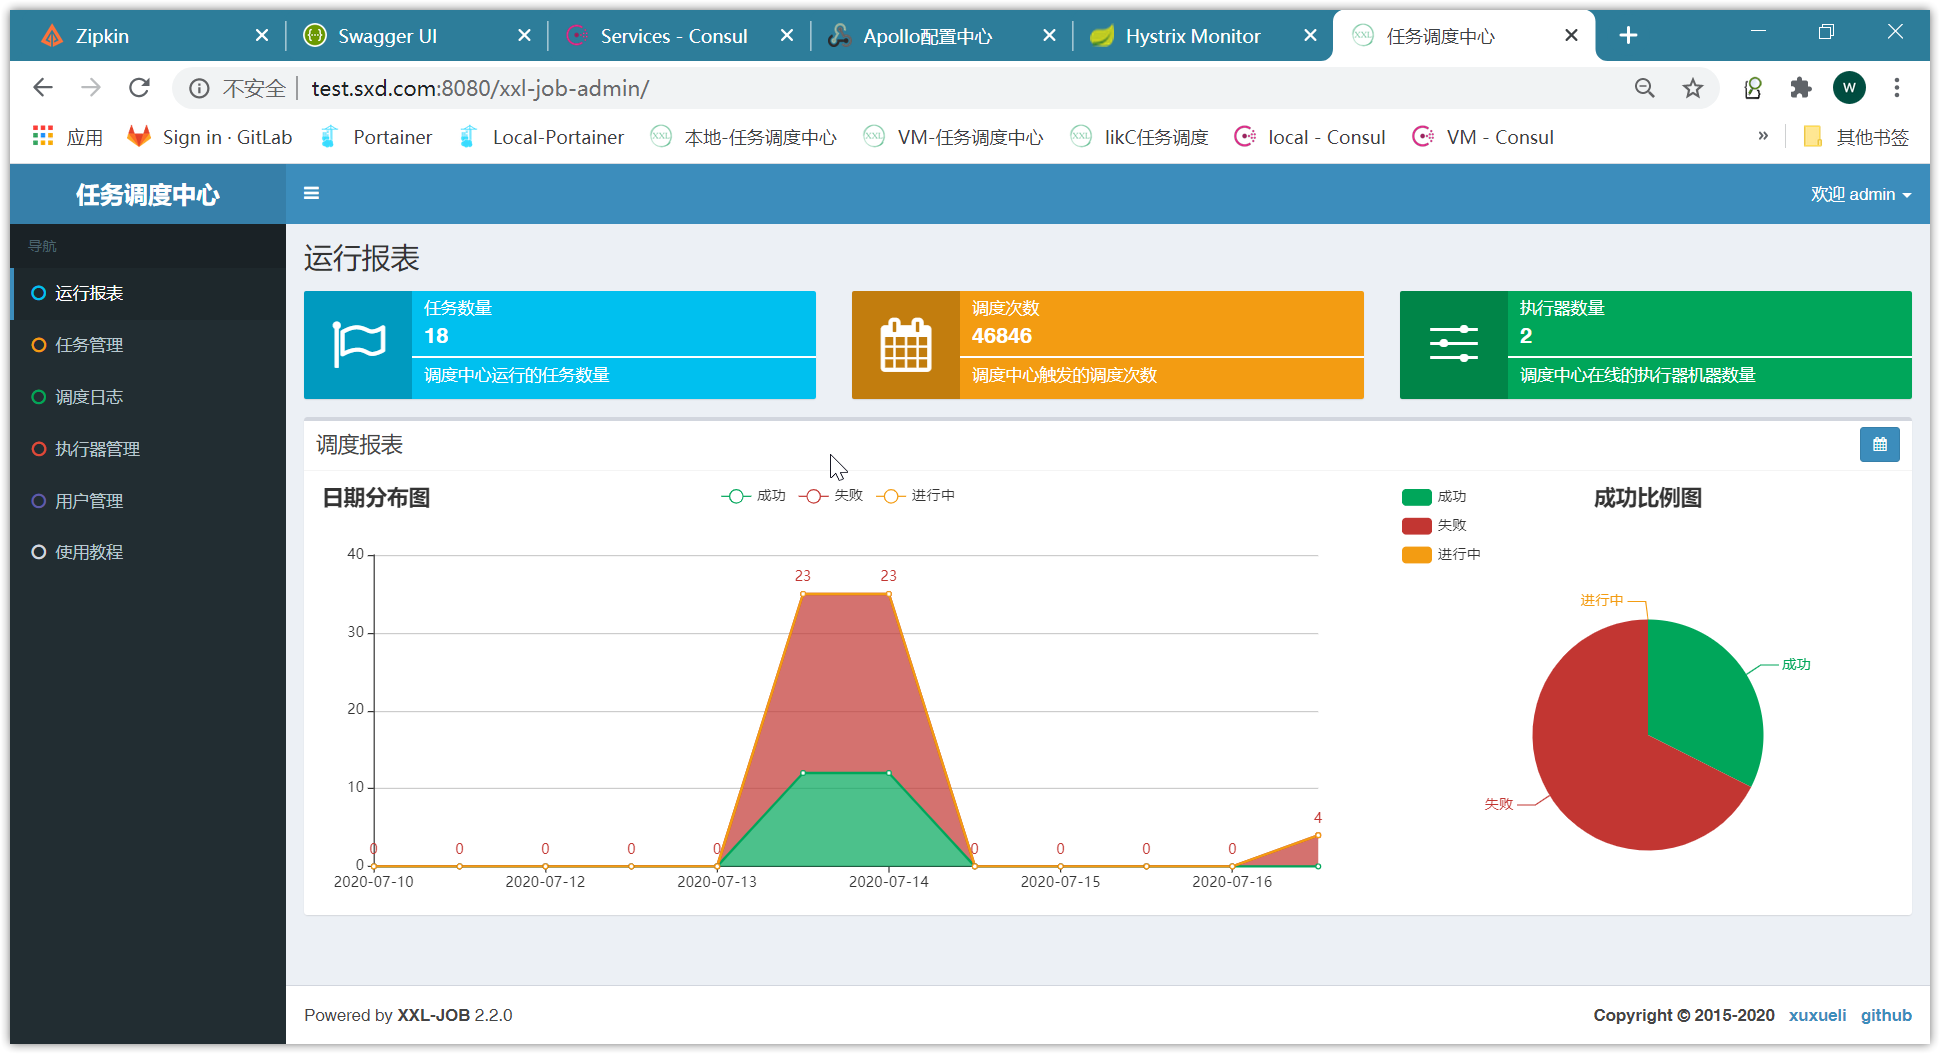 Zipkin
Swagger UI
Services - Consul
Apollo配置中心
Hystrix Monitor
任务调度中心
不安全 test.sxd.com:8080/xxl-job-admin/
W
应用
Sign in · GitLab
Portainer
Local-Portainer
本地-任务调度中心
VM-任务调度中心
likC任务调度
local - Consul
VM - Consul
»
其他书签
任务调度中心
欢迎 admin
导航
运行报表
任务管理
调度日志
执行器管理
用户管理
使用教程
运行报表
任务数量
18
调度中心运行的任务数量
调度次数
46846
调度中心触发的调度次数
执行器数量
2
调度中心在线的执行器机器数量
调度报表
日期分布图
成功 失败 进行中
40
30
20
10
0
23 23
0 0 0 0 0 0 0 0 0 4
2020-07-10 2020-07-12 2020-07-13 2020-07-14 2020-07-15 2020-07-16
成功
失败
进行中
成功比例图
进行中
成功
失败
Powered by XXL-JOB 2.2.0
Copyright © 2015-2020 xuxueli github